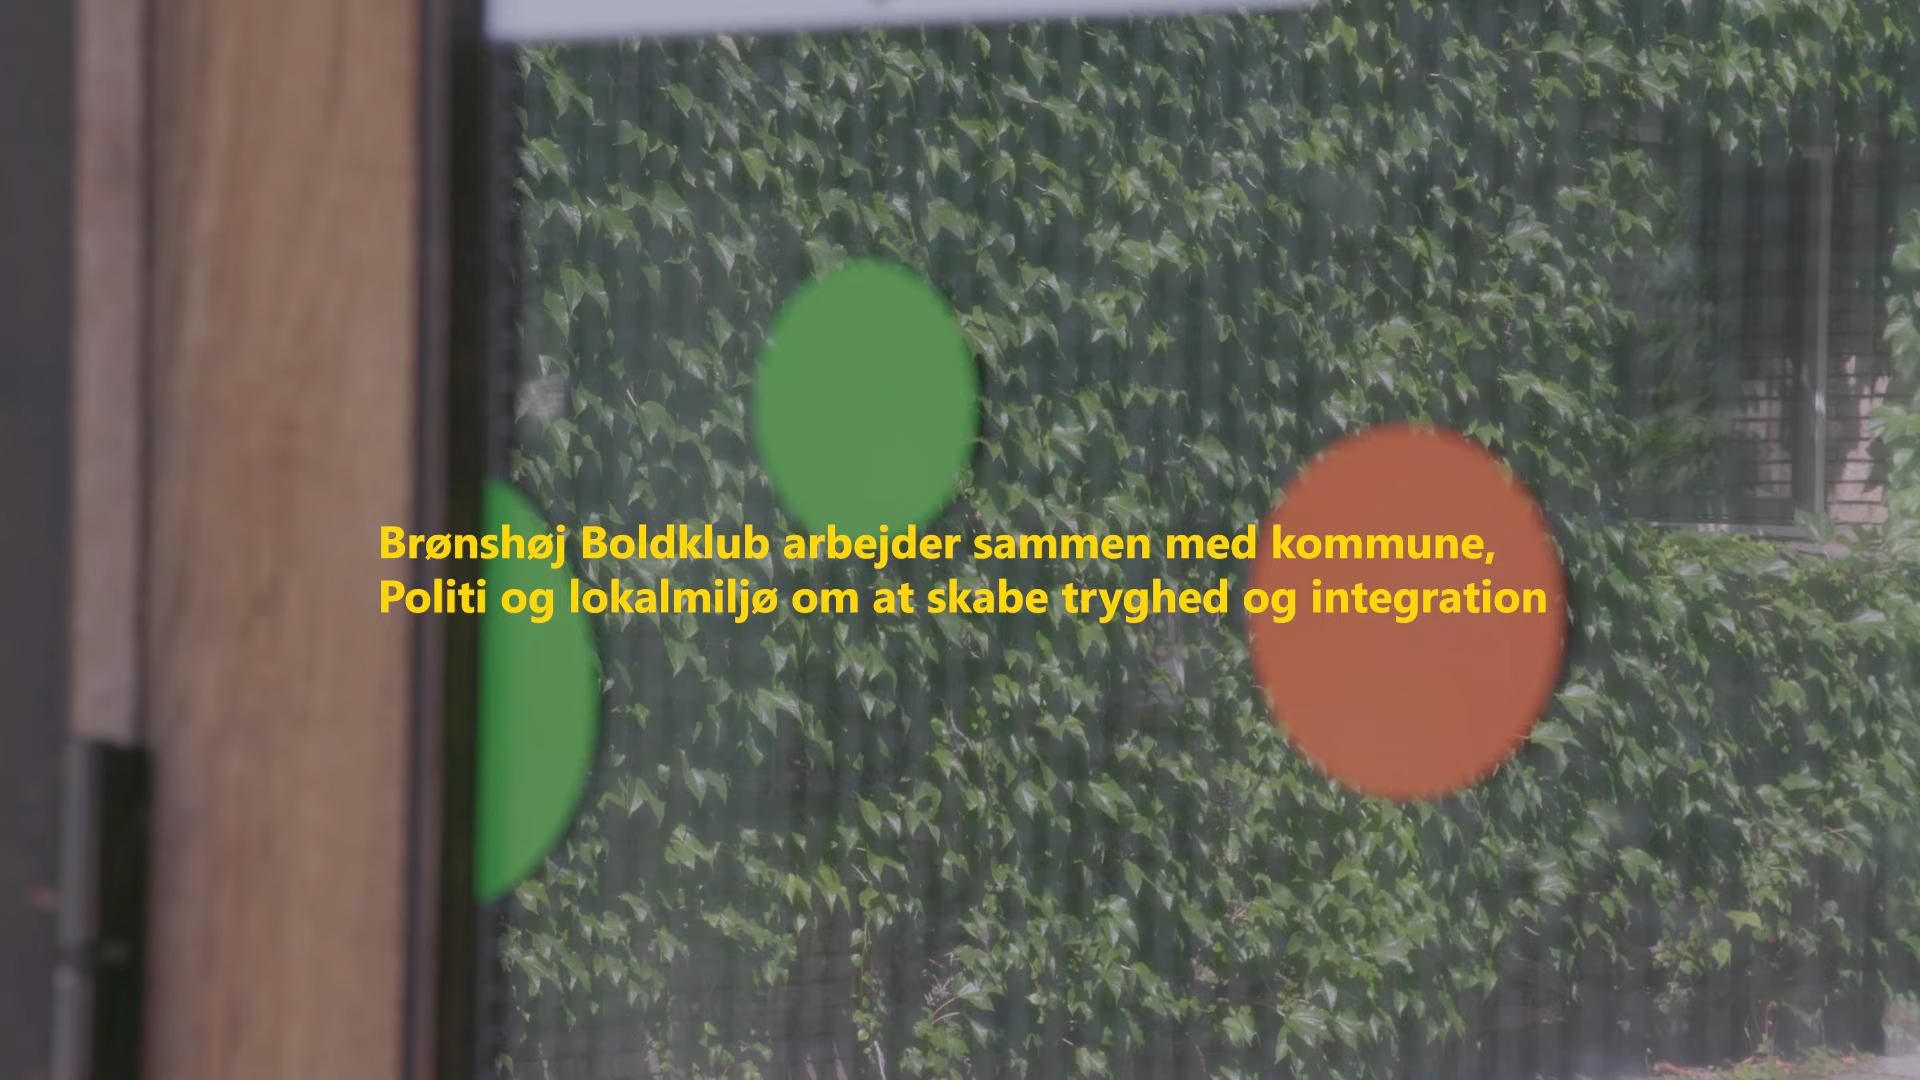 Brønshøj Boldklub arbejder sammen med kommune,
Politi og lokalmiljø om at skabe tryghed og integration